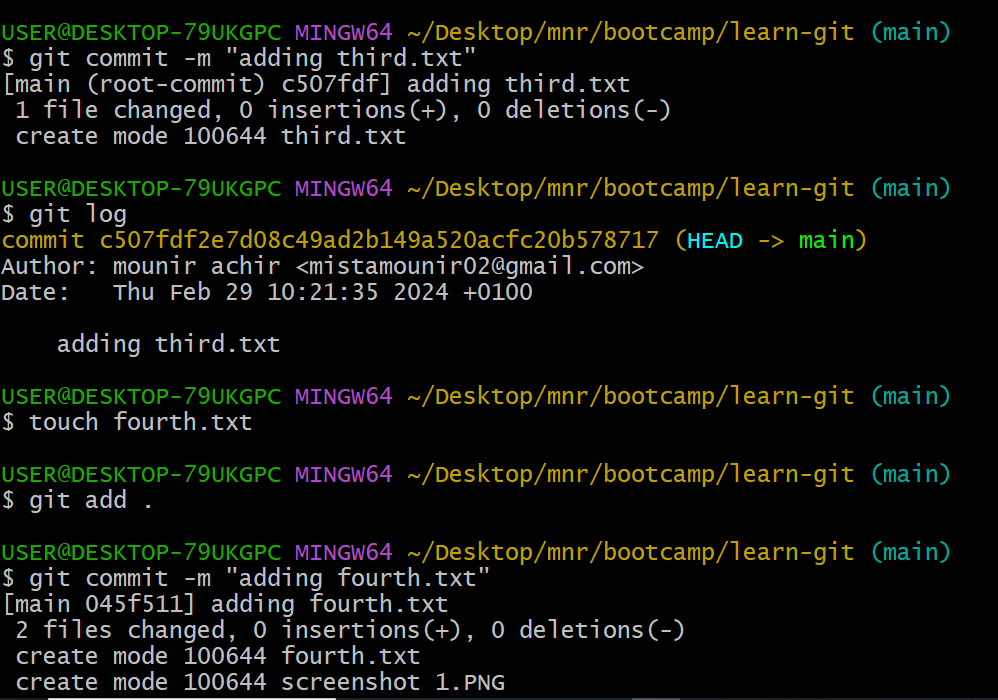 USER@DESKTOP-79UKGPC MINGW64 ~/Desktop/mnr/bootcamp/learn-git (main)
$ git commit -m "adding third.txt"
[main (root-commit) c507fdf] adding third.txt
 1 file changed, 0 insertions(+), 0 deletions(-)
 create mode 100644 third.txt

USER@DESKTOP-79UKGPC MINGW64 ~/Desktop/mnr/bootcamp/learn-git (main)
$ git log
commit c507fdf2e7d08c49ad2b149a520acfc20b578717 (HEAD -> main)
Author: mounir achir <mistamounir02@gmail.com>
Date:   Thu Feb 29 10:21:35 2024 +0100

    adding third.txt

USER@DESKTOP-79UKGPC MINGW64 ~/Desktop/mnr/bootcamp/learn-git (main)
$ touch fourth.txt

USER@DESKTOP-79UKGPC MINGW64 ~/Desktop/mnr/bootcamp/learn-git (main)
$ git add .

USER@DESKTOP-79UKGPC MINGW64 ~/Desktop/mnr/bootcamp/learn-git (main)
$ git commit -m "adding fourth.txt"
[main 045f511] adding fourth.txt
 2 files changed, 0 insertions(+), 0 deletions(-)
 create mode 100644 fourth.txt
 create mode 100644 screenshot 1.PNG